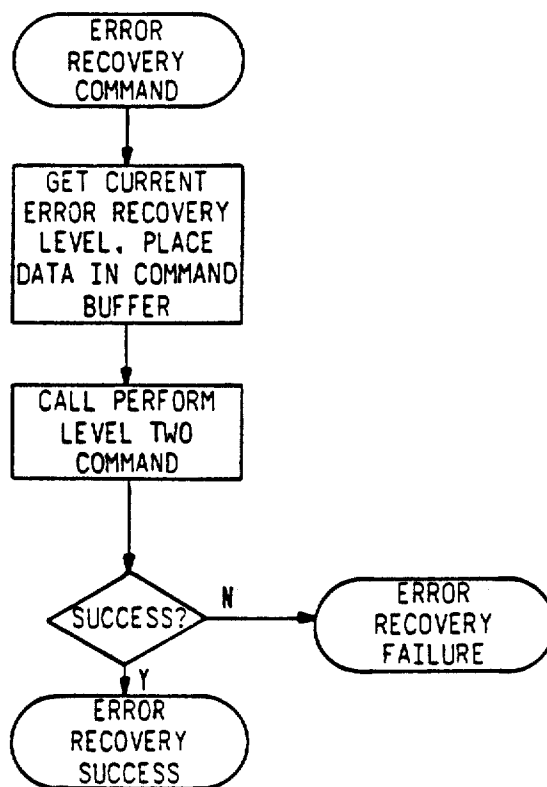 ERROR
RECOVERY
COMMAND
GET CURRENT
ERROR RECOVERY
LEVEL, PLACE
DATA IN COMMAND
BUFFER
CALL PERFORM
LEVEL TWO
COMMAND
SUCCESS?
N
ERROR
RECOVERY
FAILURE
Y
ERROR
RECOVERY
SUCCESS